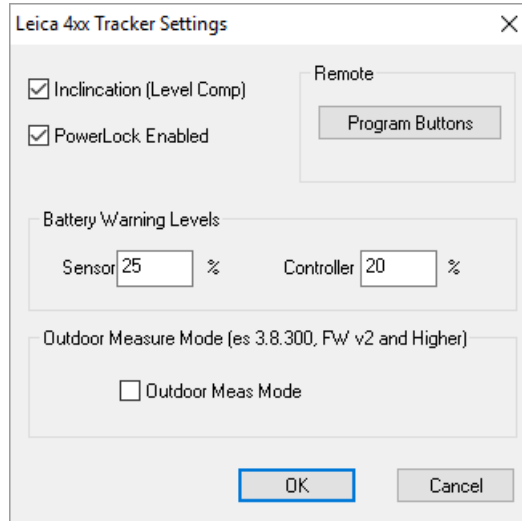 Leica 4xx Tracker Settings
Inclincation (Level Comp)
PowerLock Enabled
Remote
Program Buttons
Battery Warning Levels
Sensor 25 %
Controller 20 %
Outdoor Measure Mode (es 3.8.300, FW v2 and Higher)
Outdoor Meas Mode
OK
Cancel